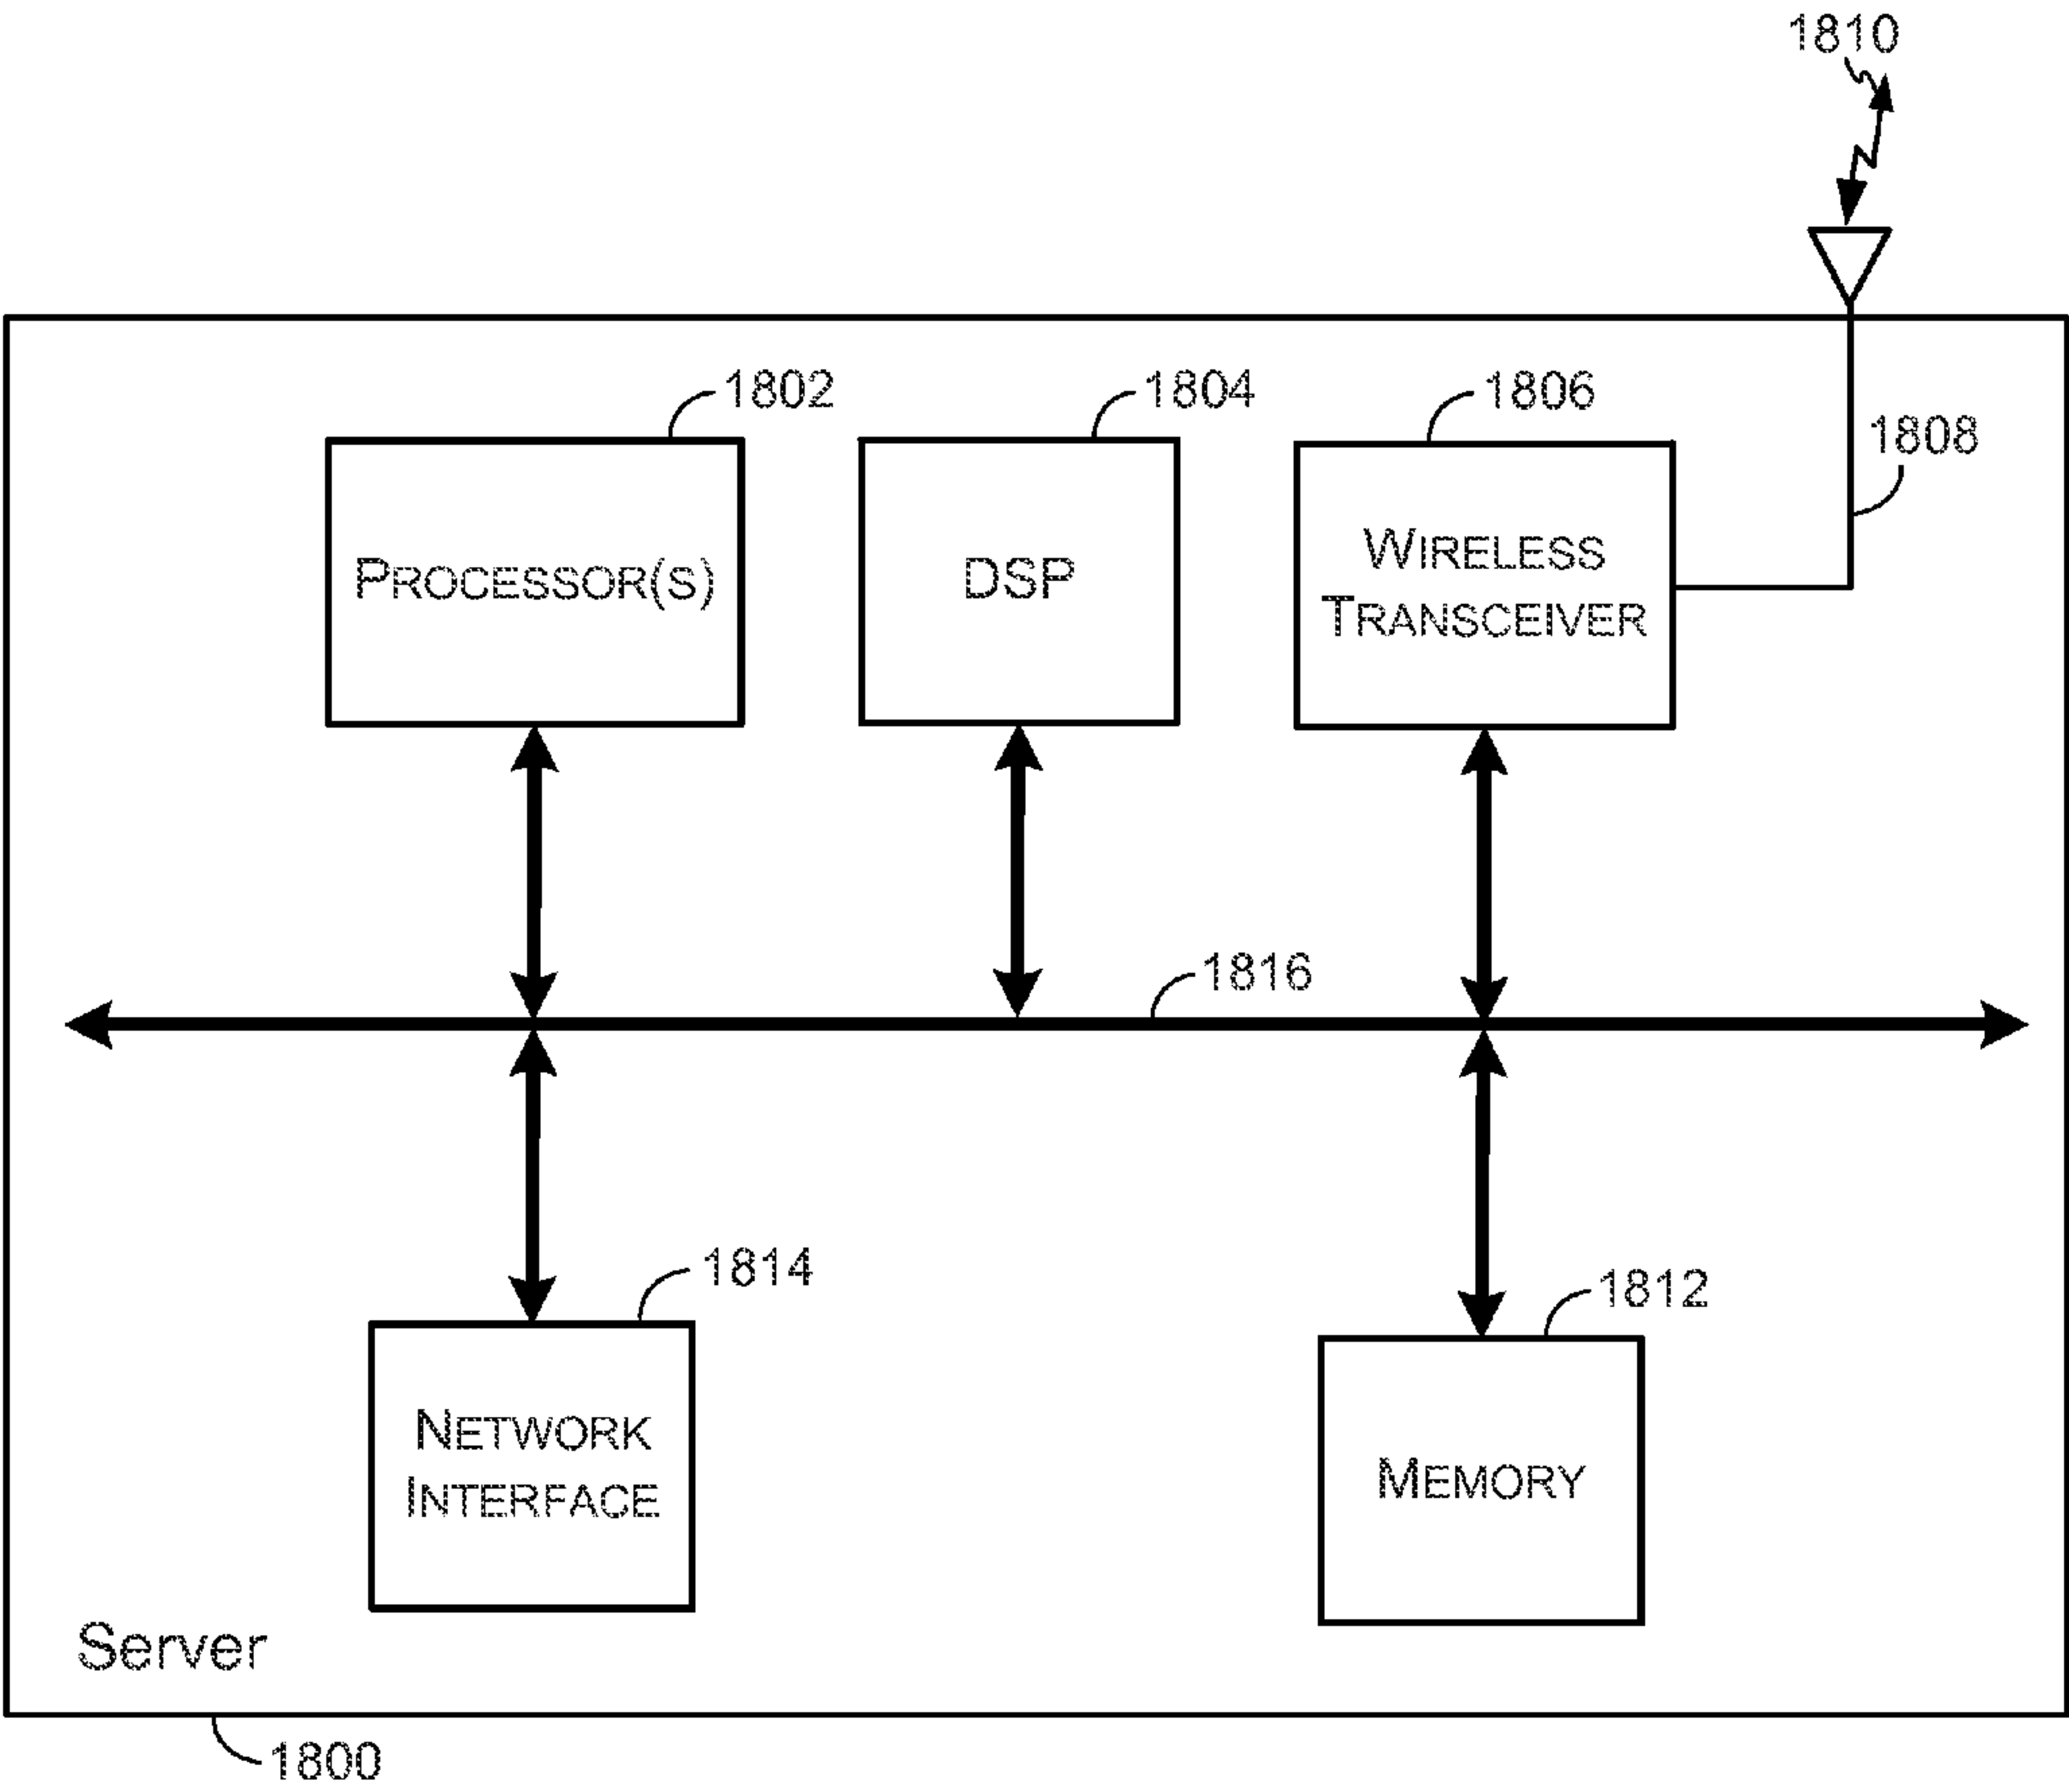 1810
1802
1804
1806
1808
PROCESSOR(S)
DSP
WIRELESS
TRANSCEIVER
1816
1814
1812
NETWORK
INTERFACE
MEMORY
Server
1800